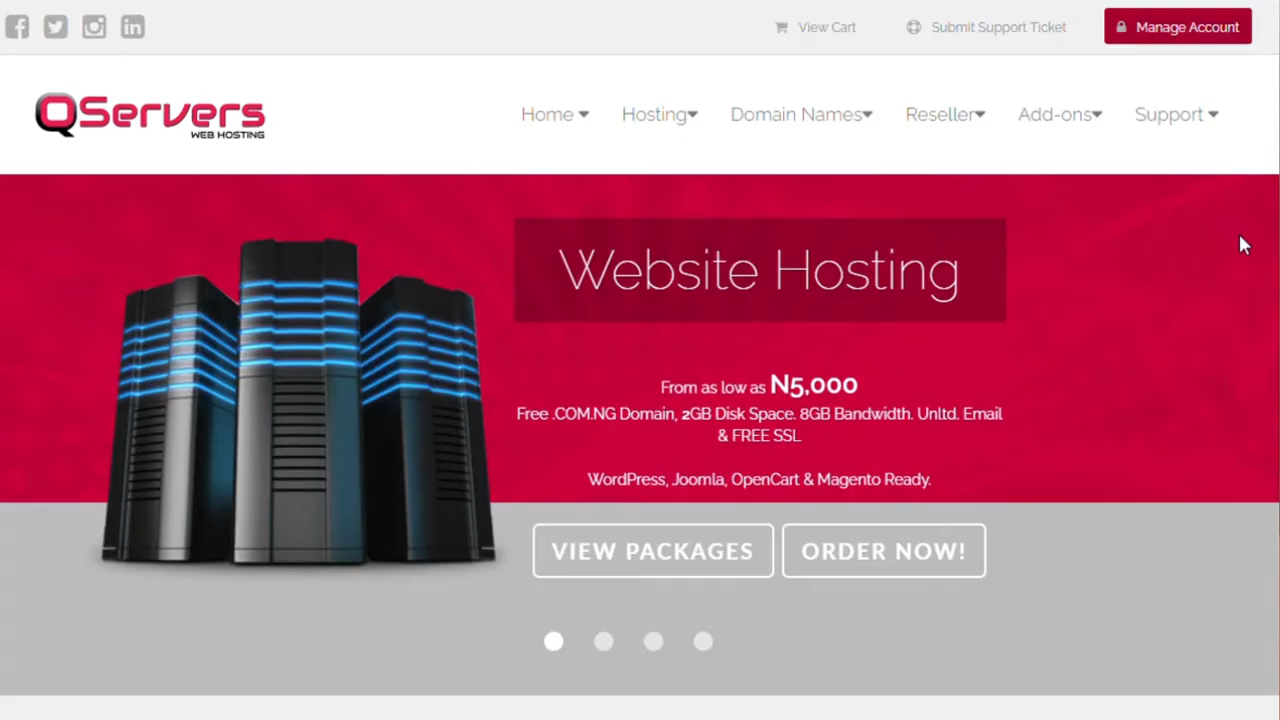 View Cart
Submit Support Ticket
Manage Account
QServers
WEB HOSTING
Home
Hosting
Domain Names
Reseller
Add-ons
Support
Website Hosting
From as low as N5,000
Free .COM.NG Domain, 2GB Disk Space. 8GB Bandwidth. Unltd. Email
& FREE SSL
WordPress, Joomla, OpenCart & Magento Ready.
VIEW PACKAGES
ORDER NOW!